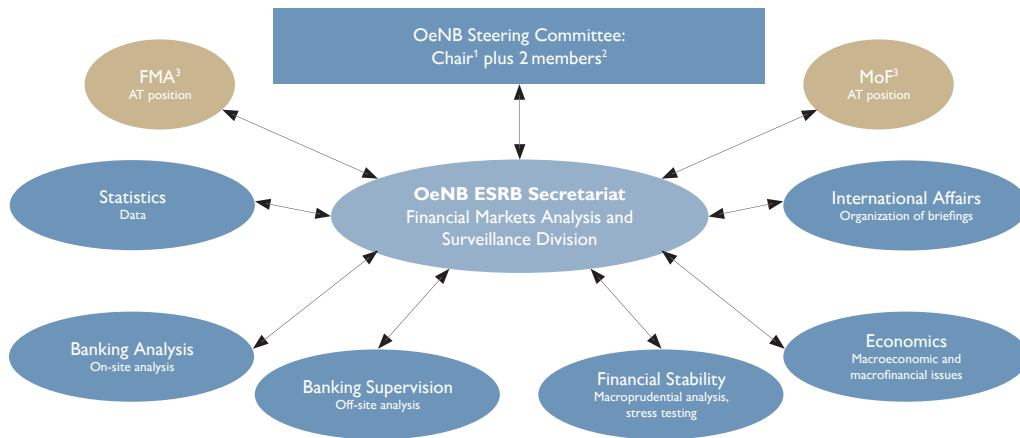 OeNB Steering Committee:
Chair¹ plus 2 members²
FMA³
AT position
MoF³
AT position
OeNB ESRB Secretariat
Financial Markets Analysis and
Surveillance Division
Statistics
Data
International Affairs
Organization of briefings
Banking Analysis
On-site analysis
Banking Supervision
Off-site analysis
Financial Stability
Macroprudential analysis,
stress testing
Economics
Macroeconomic and
macrofinancial issues